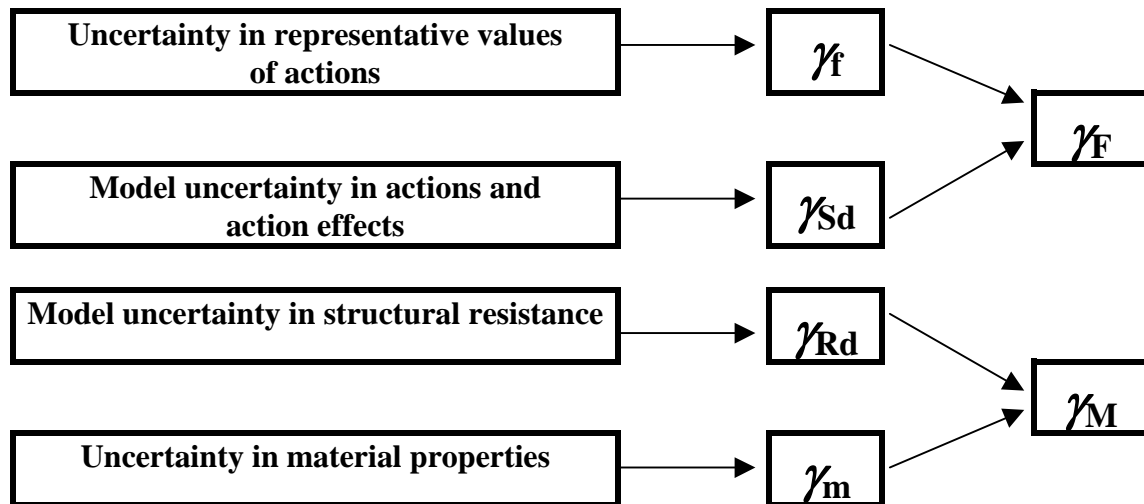 Uncertainty in representative values
of actions
γf
γF
Model uncertainty in actions and
action effects
γSd
Model uncertainty in structural resistance
γRd
γM
Uncertainty in material properties
γm